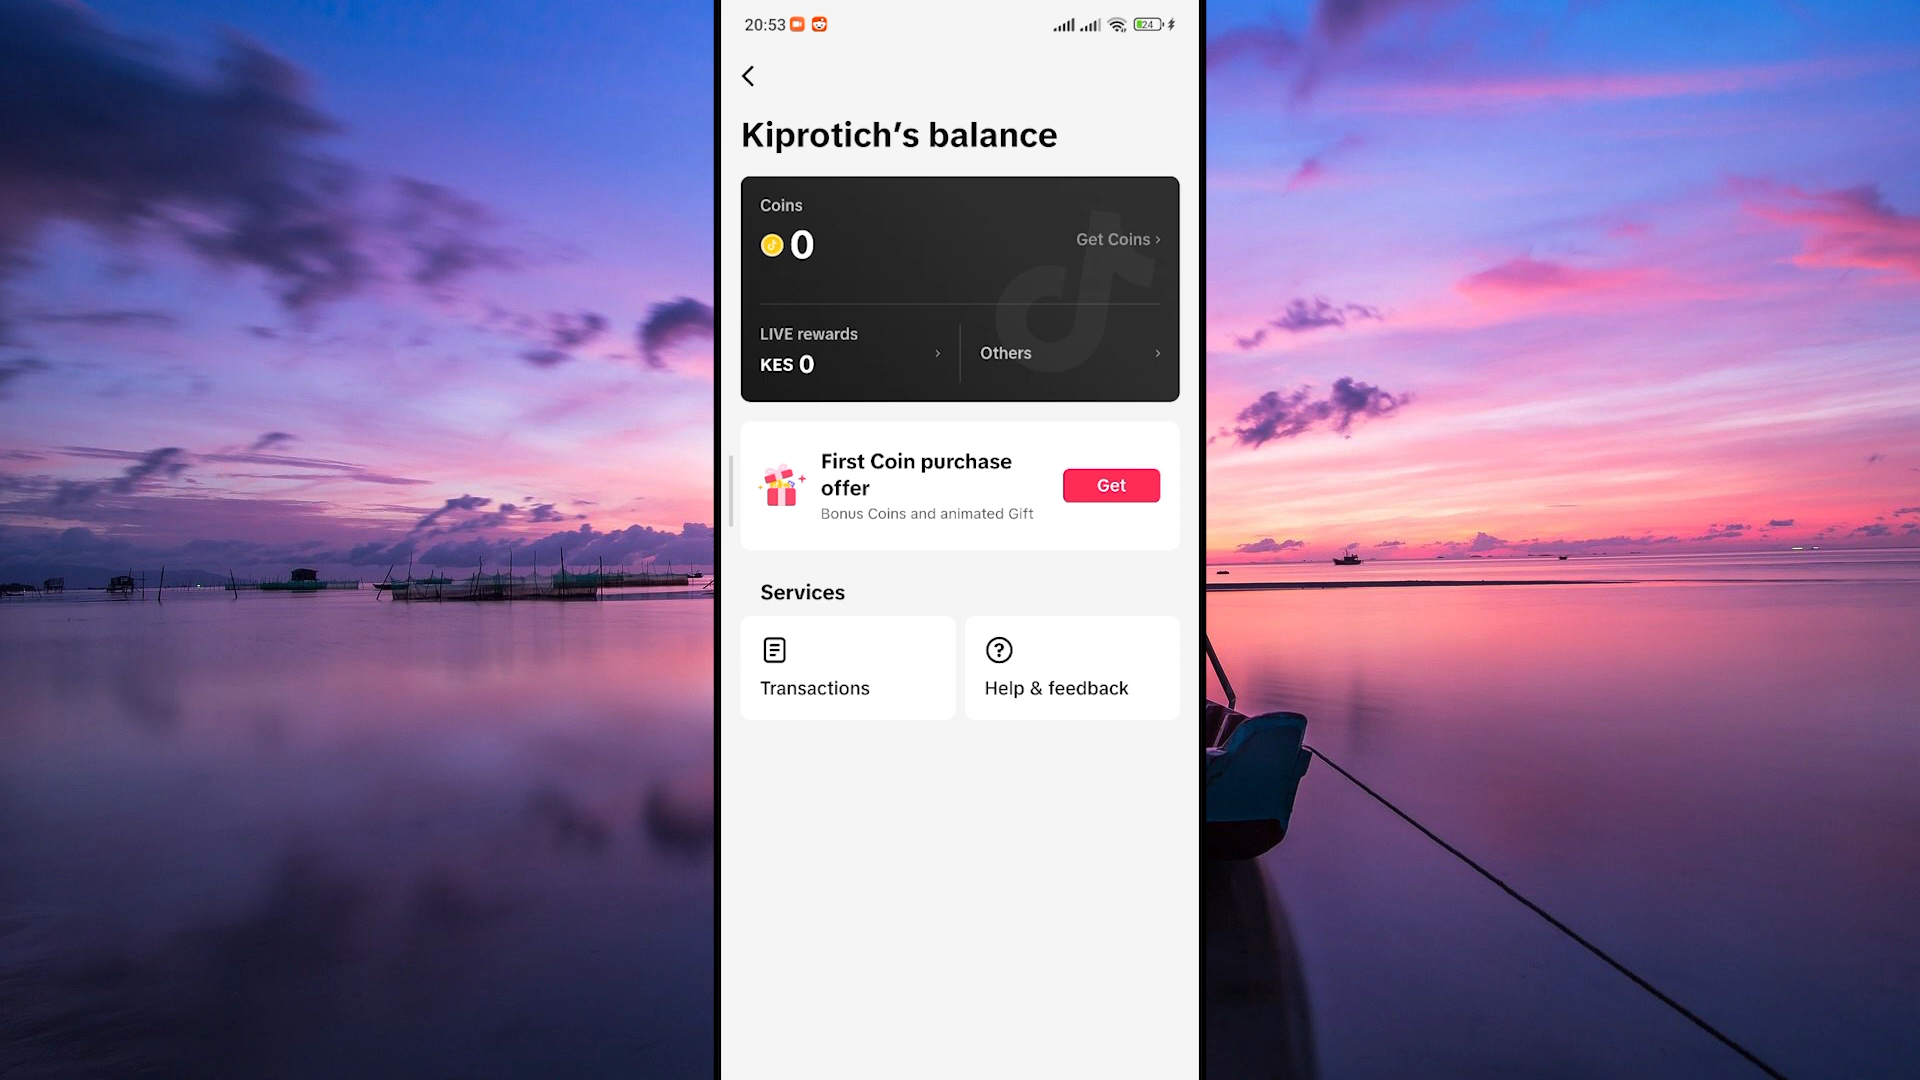 20:53
24
Kiprotich’s balance
Coins
0
Get Coins ›
LIVE rewards
KES 0
Others
First Coin purchase
offer
Bonus Coins and animated Gift
Get
Services
Transactions
Help & feedback